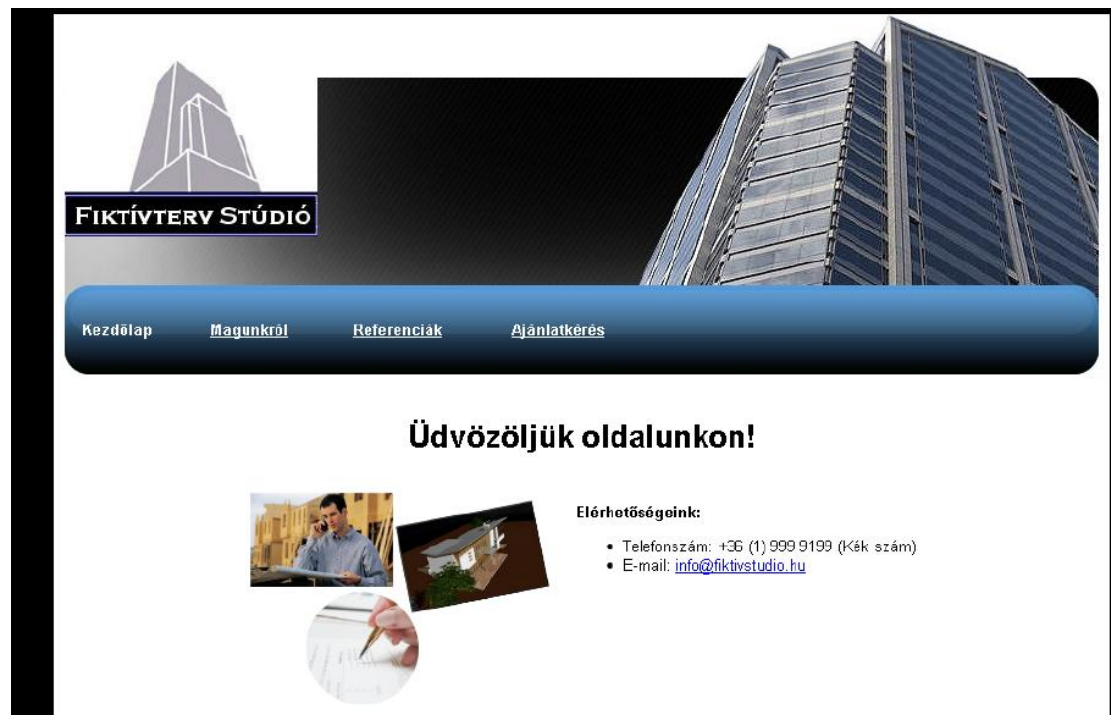 FIKTÍVTERV STÚDIÓ
Kezdőlap Magunkról Referenciák Ajánlatkérés
Üdvözöljük oldalunkon!
Elérhetőségeink:
• Telefonszám: +36 (1) 999 9199 (Kék szám)
• E-mail: info@fiktivstudio.hu